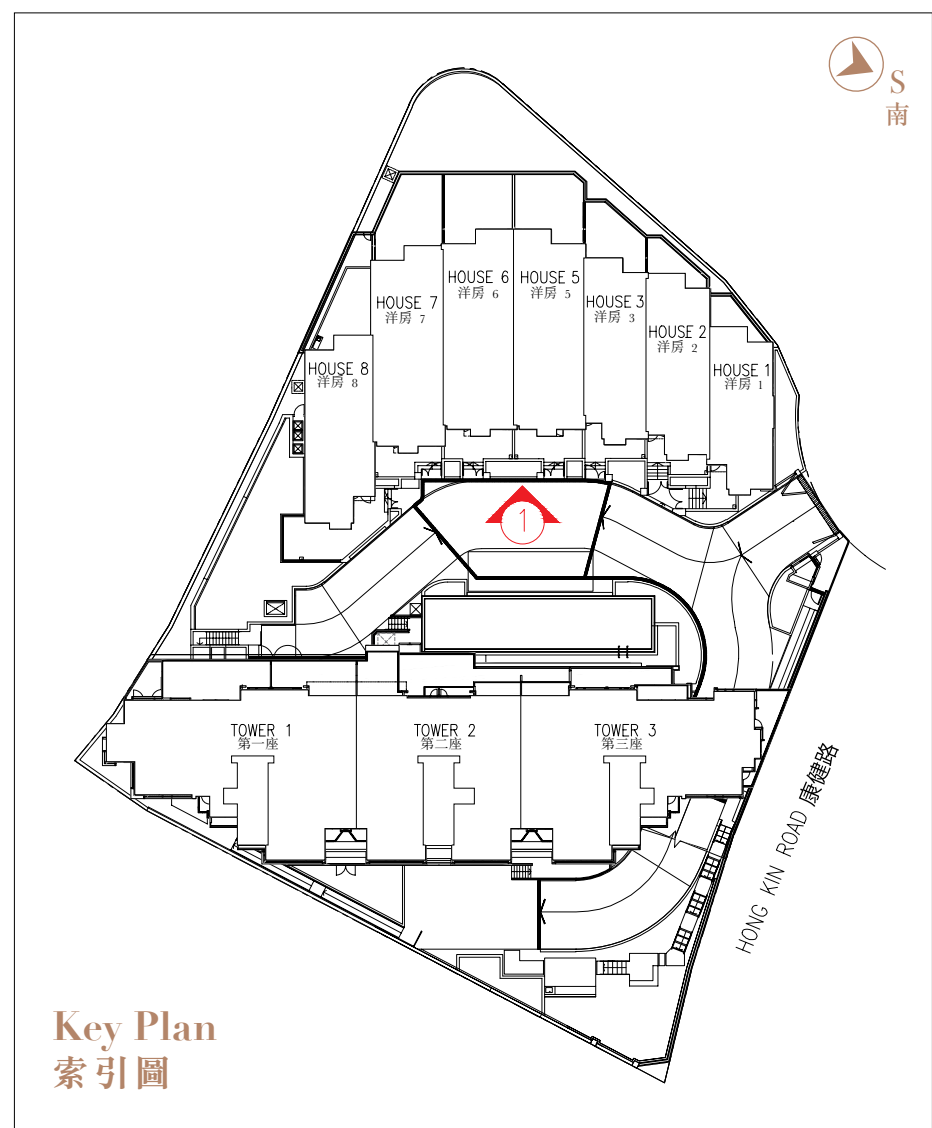 S
南
HOUSE 6
洋房 6
HOUSE 5
洋房 5
HOUSE 7
洋房 7
HOUSE 3
洋房 3
HOUSE 2
洋房 2
HOUSE 8
洋房 8
HOUSE 1
洋房 1
1
TOWER 1
第一座
TOWER 2
第二座
TOWER 3
第三座
HONG KIN ROAD 康健路
Key Plan
索引圖